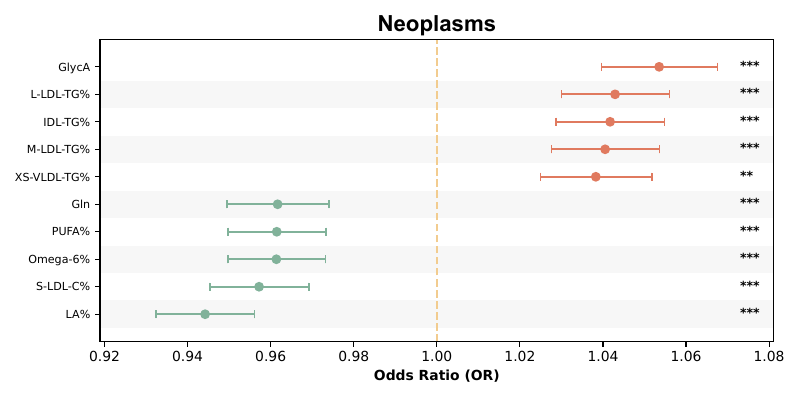 Neoplasms
GlycA ***
L-LDL-TG% ***
IDL-TG% ***
M-LDL-TG% ***
XS-VLDL-TG% **
Gln ***
PUFA% ***
Omega-6% ***
S-LDL-C% ***
LA% ***
0.92 0.94 0.96 0.98 1.00 1.02 1.04 1.06 1.08
Odds Ratio (OR)